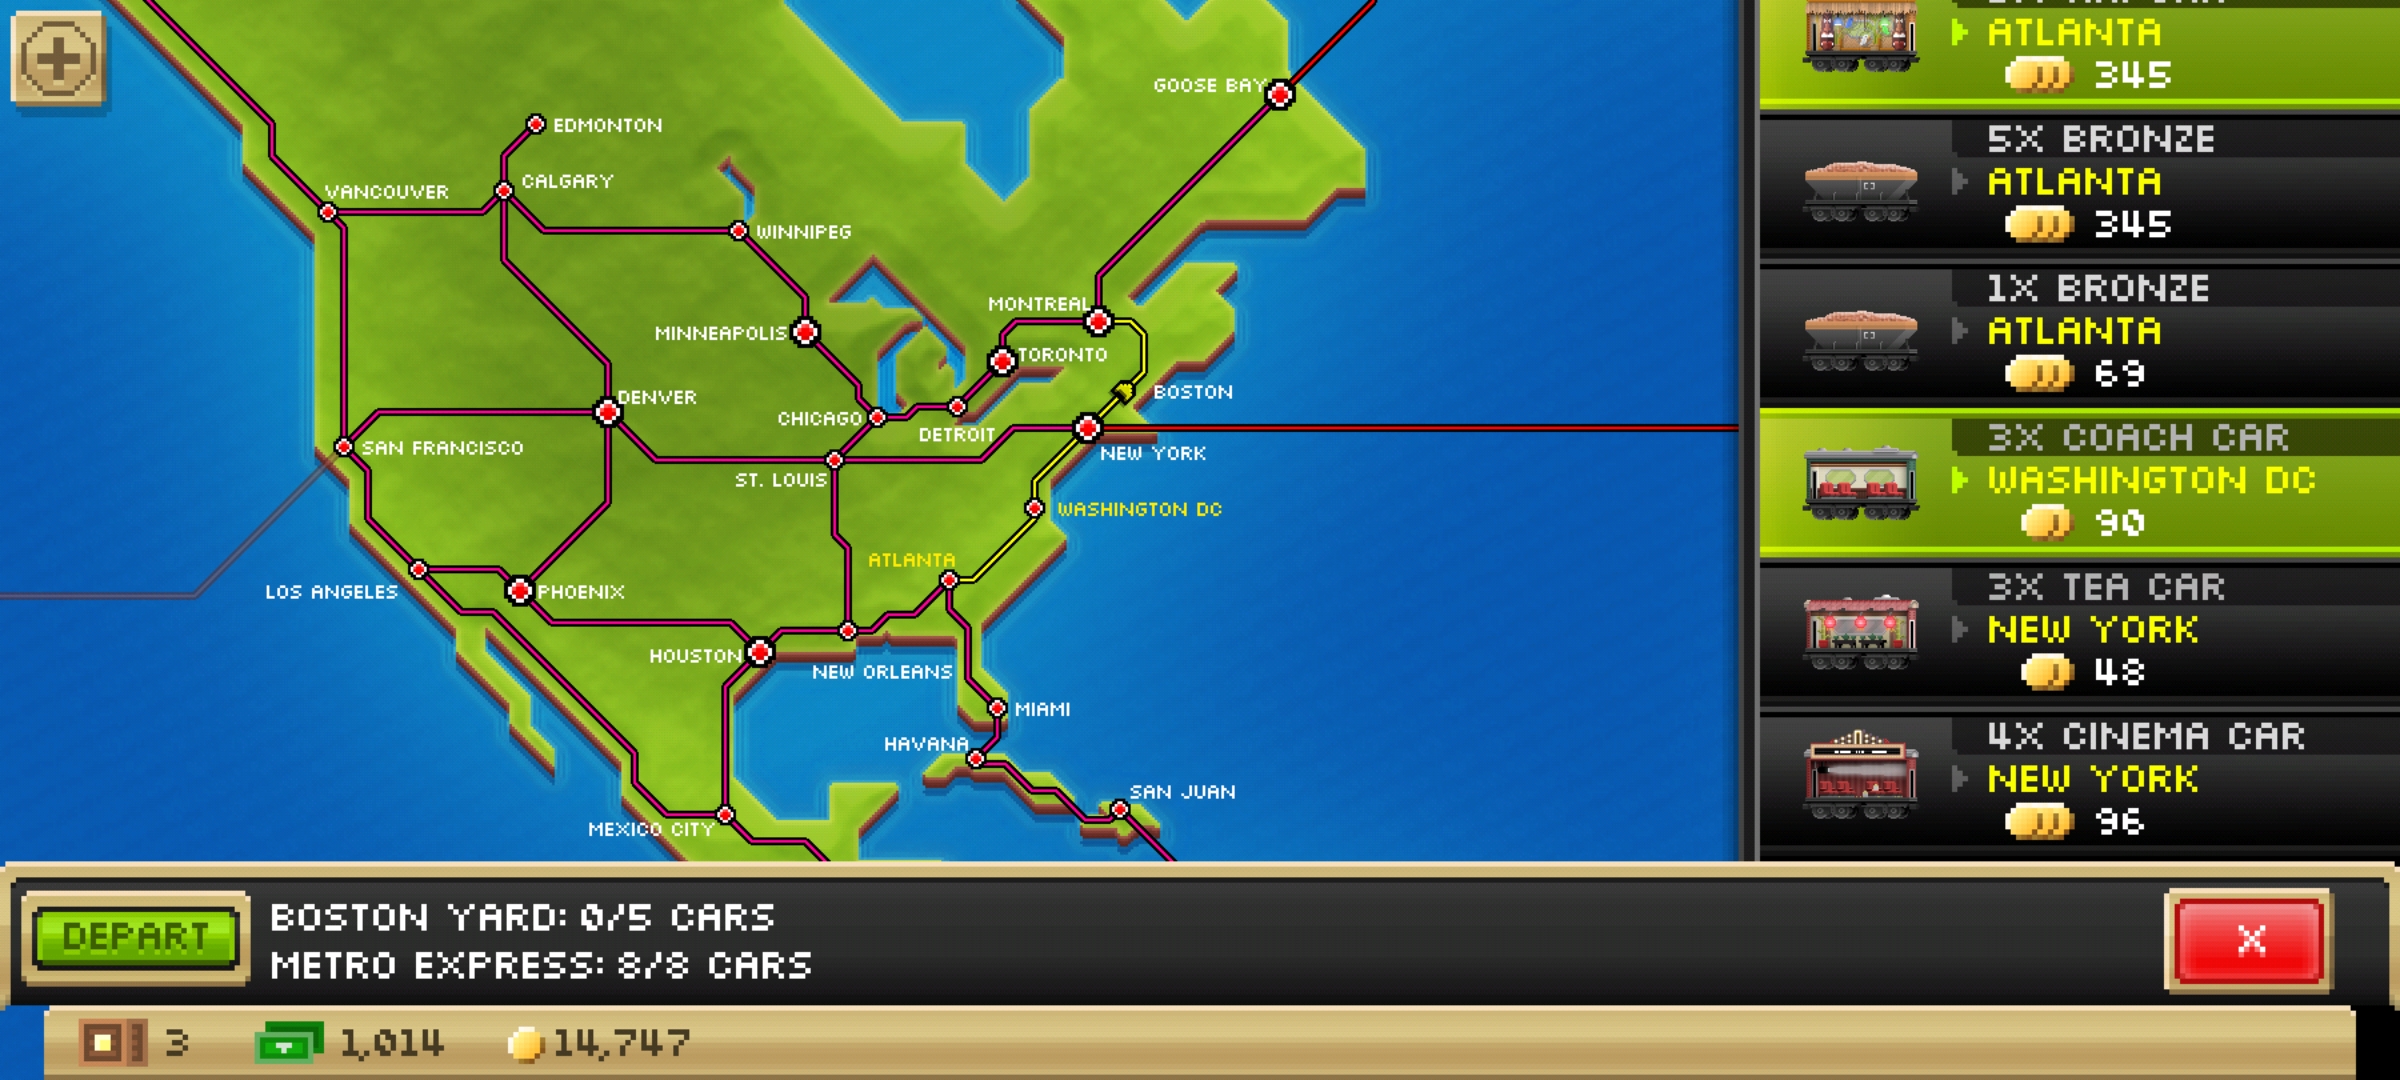 GOOSE BAY
EDMONTON
CALGARY
VANCOUVER
WINNIPEG
MONTREAL
MINNEAPOLIS
TORONTO
DENVER
BOSTON
CHICAGO
DETROIT
SAN FRANCISCO
NEW YORK
ST. LOUIS
WASHINGTON DC
ATLANTA
LOS ANGELES
PHOENIX
HOUSTON
NEW ORLEANS
MIAMI
HAVANA
SAN JUAN
MEXICO CITY
ATLANTA
345
5X BRONZE
ATLANTA
345
1X BRONZE
ATLANTA
69
3X COACH CAR
WASHINGTON DC
90
3X TEA CAR
NEW YORK
48
4X CINEMA CAR
NEW YORK
96
DEPART
BOSTON YARD: 0/5 CARS
METRO EXPRESS: 8/8 CARS
X
3
1,014
14,747